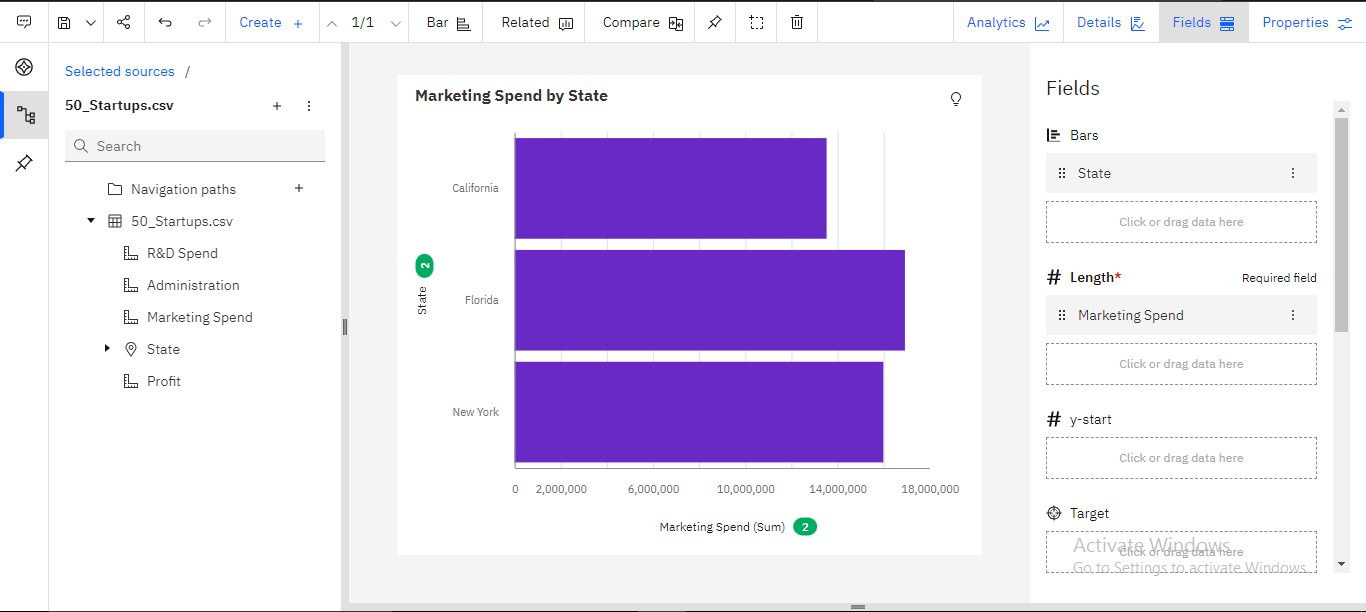 Create + 1/1 Bar Related Compare Analytics Details Fields Properties
Selected sources /
50_Startups.csv
Search
Navigation paths
50_Startups.csv
R&D Spend
Administration
Marketing Spend
State
Profit
Marketing Spend by State
California
Florida
New York
State 2
0 2,000,000 6,000,000 10,000,000 14,000,000 18,000,000
Marketing Spend (Sum) 2
Fields
Bars
State
Click or drag data here
# Length* Required field
Marketing Spend
Click or drag data here
# y-start
Click or drag data here
Target
Click or drag data here
Activate Windows
Go to Settings to activate Windows.